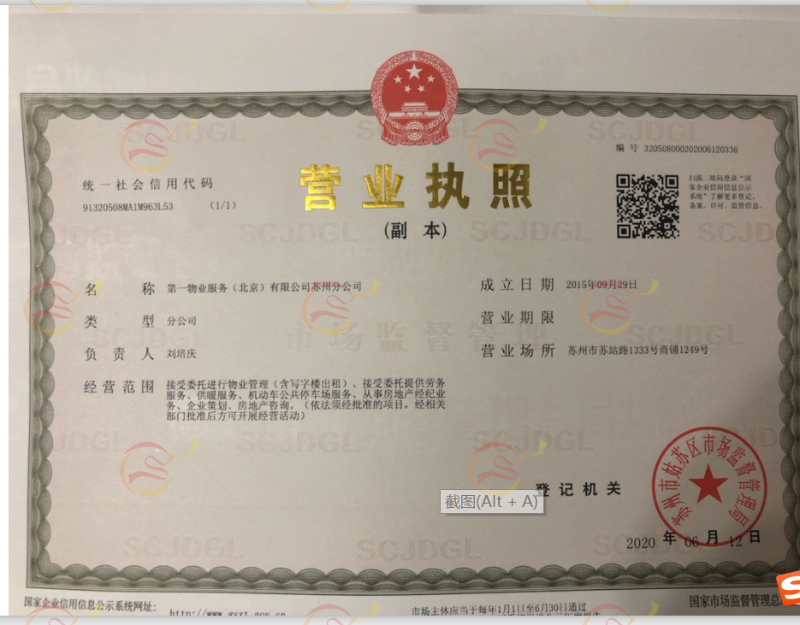 编 号 320508000202006120336
统一社会信用代码
91320508MA1M963L53 (1/1)
营业执照
(副 本)
扫描二维码登录“国
家企业信用信息公示
系统”了解更多登记、
备案、许可、监管信息。
名 称 第一物业服务（北京）有限公司苏州分公司
类 型 分公司
负 责 人 刘培庆
经 营 范 围 接受委托进行物业管理（含写字楼出租）、接受委托提供劳务
服务、供暖服务、机动车公共停车场服务、从事房地产经纪业
务、企业策划、房地产咨询。（依法须经批准的项目，经相关
部门批准后方可开展经营活动）
成 立 日 期 2015年09月29日
营 业 期 限
营 业 场 所 苏州市苏站路1333号商铺1249号
市场监督管理
SCJDGL
登 记 机 关
截图(Alt + A)
苏州市姑苏区市场监督管理局
2020 年 06 月 12 日
国家企业信用信息公示系统网址：
http://www.gsxt.gov.cn
市场主体应当于每年1月1日至6月30日通过
国家市场监督管理总